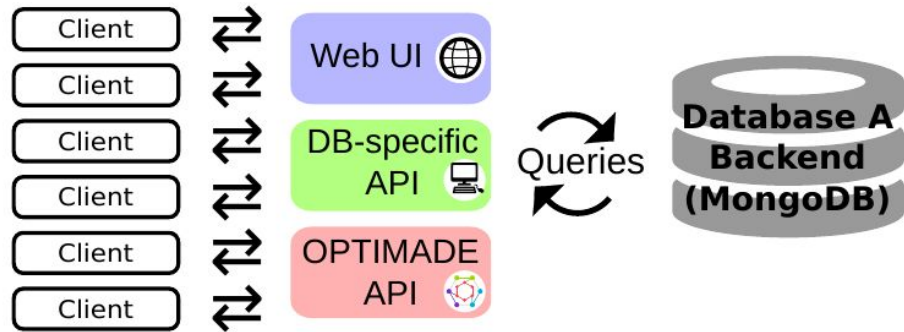 Client
Client
Client
Client
Client
Client
Web UI
DB-specific
API
OPTIMADE
API
Queries
Database A
Backend
(MongoDB)